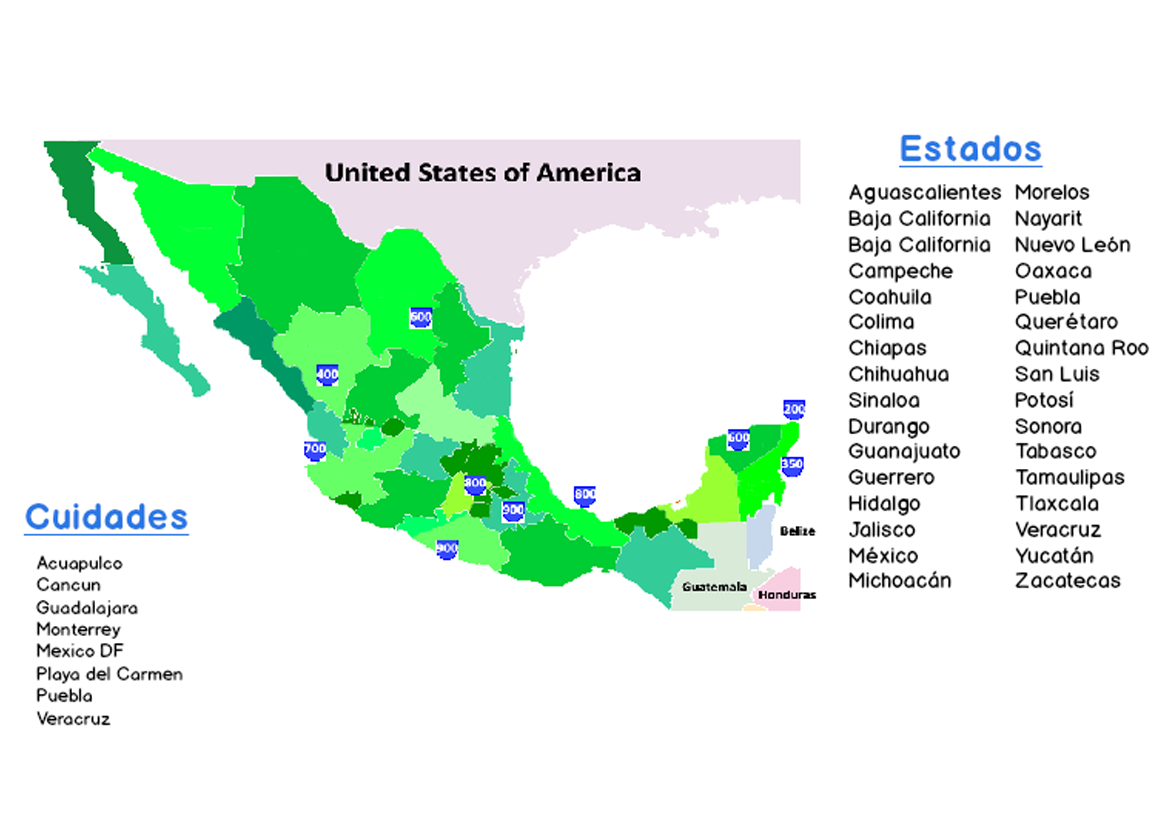 United States of America
600
400
700
800
900
900
800
600
200
350
Belize
Guatemala
Honduras
Cuidades
Acuapulco
Cancun
Guadalajara
Monterrey
Mexico DF
Playa del Carmen
Puebla
Veracruz
Estados
Aguascalientes
Baja California
Baja California
Campeche
Coahuila
Colima
Chiapas
Chihuahua
Sinaloa
Durango
Guanajuato
Guerrero
Hidalgo
Jalisco
México
Michoacán
Morelos
Nayarit
Nuevo León
Oaxaca
Puebla
Querétaro
Quintana Roo
San Luis
Potosí
Sonora
Tabasco
Tamaulipas
Tlaxcala
Veracruz
Yucatán
Zacatecas